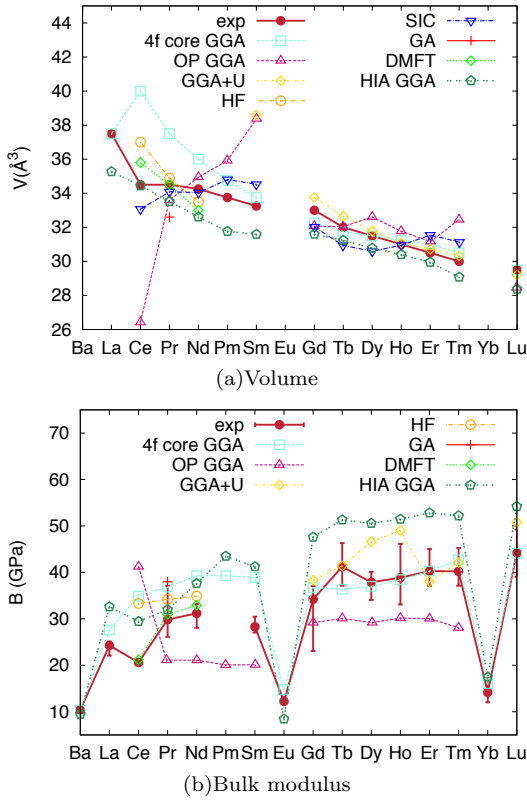 44
42
40
38
36
34
32
30
28
26
V(Å³)
exp
4f core GGA
OP GGA
GGA+U
HF
SIC
GA
DMFT
HIA GGA
Ba La Ce Pr Nd Pm Sm Eu Gd Tb Dy Ho Er Tm Yb Lu
(a)Volume
70
60
50
40
30
20
10
B (GPa)
exp
4f core GGA
OP GGA
GGA+U
HF
GA
DMFT
HIA GGA
Ba La Ce Pr Nd Pm Sm Eu Gd Tb Dy Ho Er Tm Yb Lu
(b)Bulk modulus